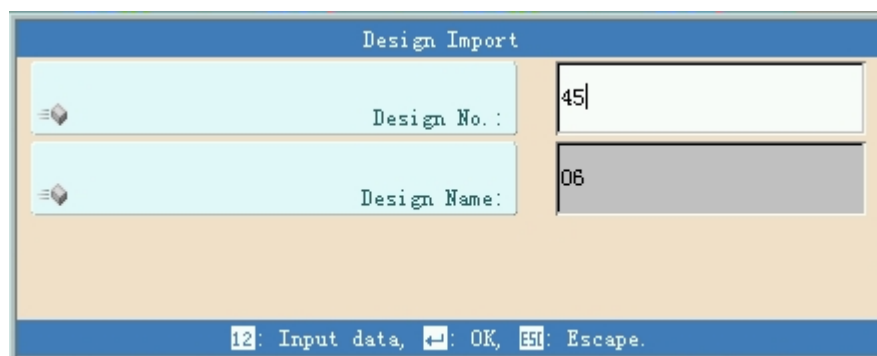 Design Import
Design No.: 45
Design Name: 06
12: Input data, ↵: OK, ESC: Escape.